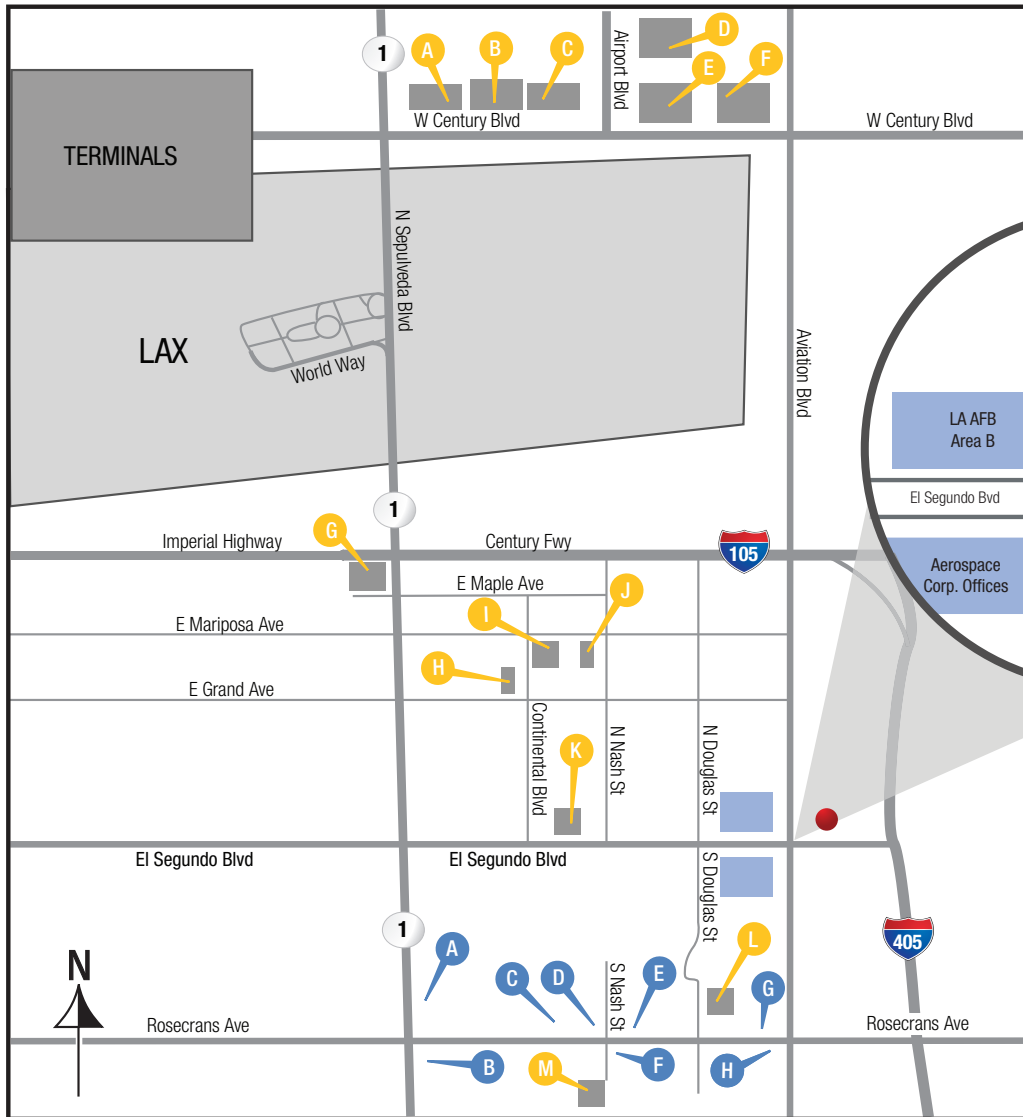 1
A
B
C
Airport Blvd
D
E
F
W Century Blvd
W Century Blvd
TERMINALS
N Sepulveda Blvd
LAX
World Way
Aviation Blvd
LA AFB
Area B
El Segundo Bvd
Aerospace
Corp. Offices
1
G
Imperial Highway
Century Fwy
105
E Maple Ave
J
I
E Mariposa Ave
H
E Grand Ave
Continental Blvd
K
N Nash St
N Douglas St
El Segundo Blvd
El Segundo Blvd
S Douglas St
1
A
405
L
N
C
D
S Nash St
E
G
Rosecrans Ave
Rosecrans Ave
B
M
F
H